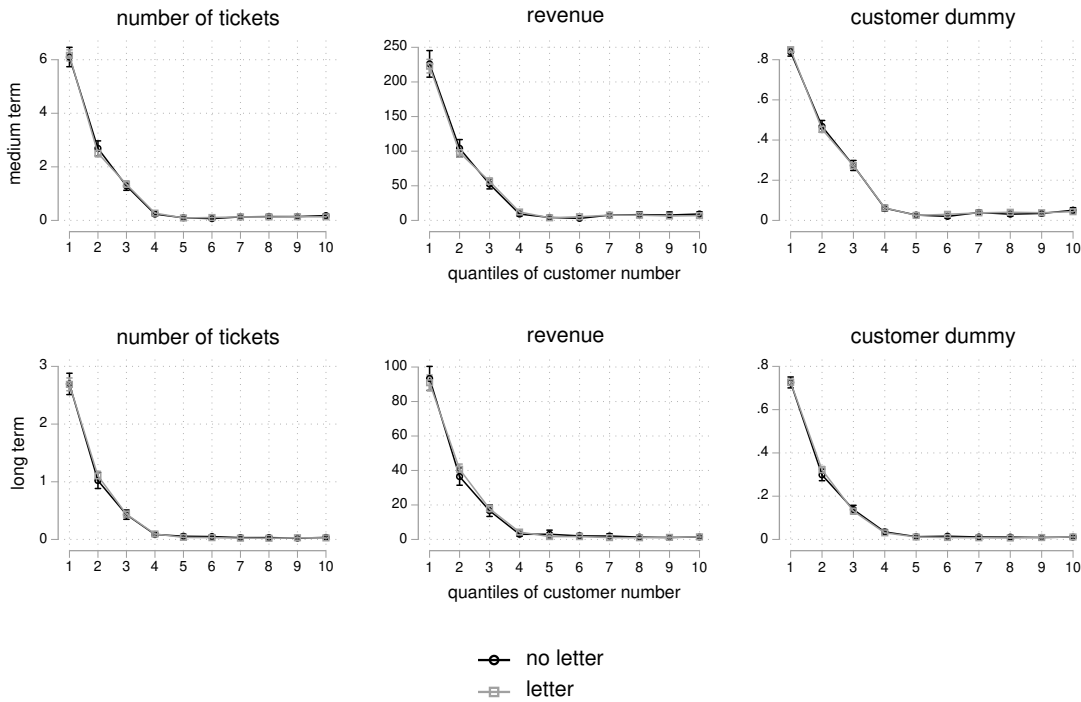 number of tickets
revenue
customer dummy
medium term
6
4
2
0
1 2 3 4 5 6 7 8 9 10
250
200
150
100
50
0
1 2 3 4 5 6 7 8 9 10
quantiles of customer number
.8
.6
.4
.2
0
1 2 3 4 5 6 7 8 9 10
number of tickets
revenue
customer dummy
long term
3
2
1
0
1 2 3 4 5 6 7 8 9 10
100
80
60
40
20
0
1 2 3 4 5 6 7 8 9 10
quantiles of customer number
.8
.6
.4
.2
0
1 2 3 4 5 6 7 8 9 10
no letter
letter